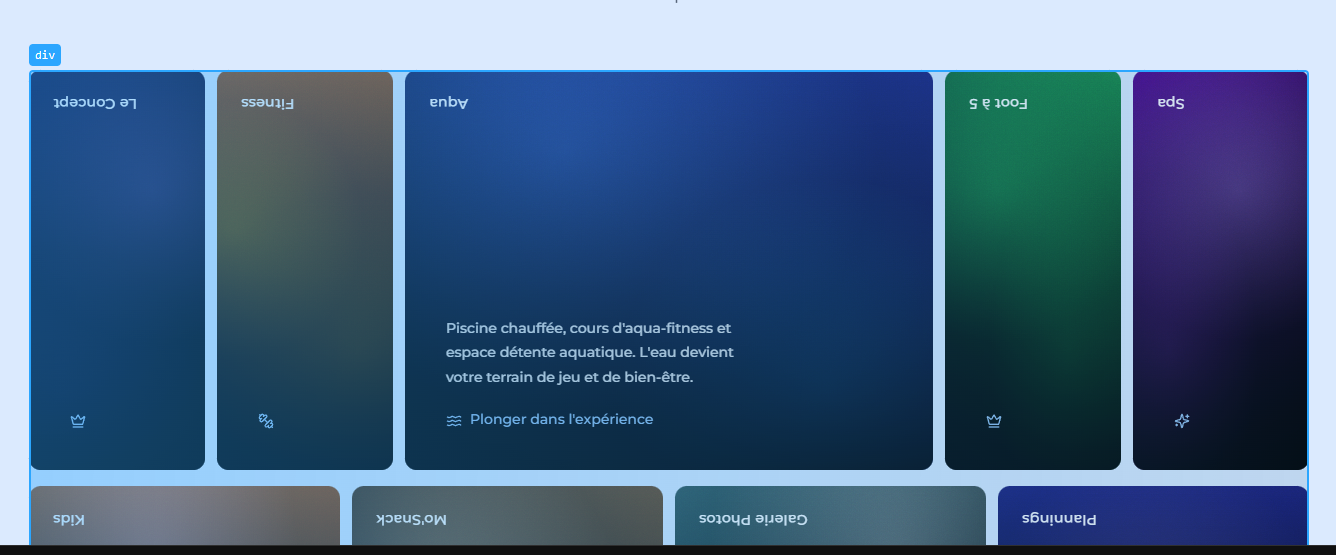 div
Le Concept
Fitness
Aqua
Foot à 5
Spa
Piscine chauffée, cours d'aqua-fitness et
espace détente aquatique. L'eau devient
votre terrain de jeu et de bien-être.
Plonger dans l'expérience
Kids
Mo'Snack
Galerie Photos
Plannings